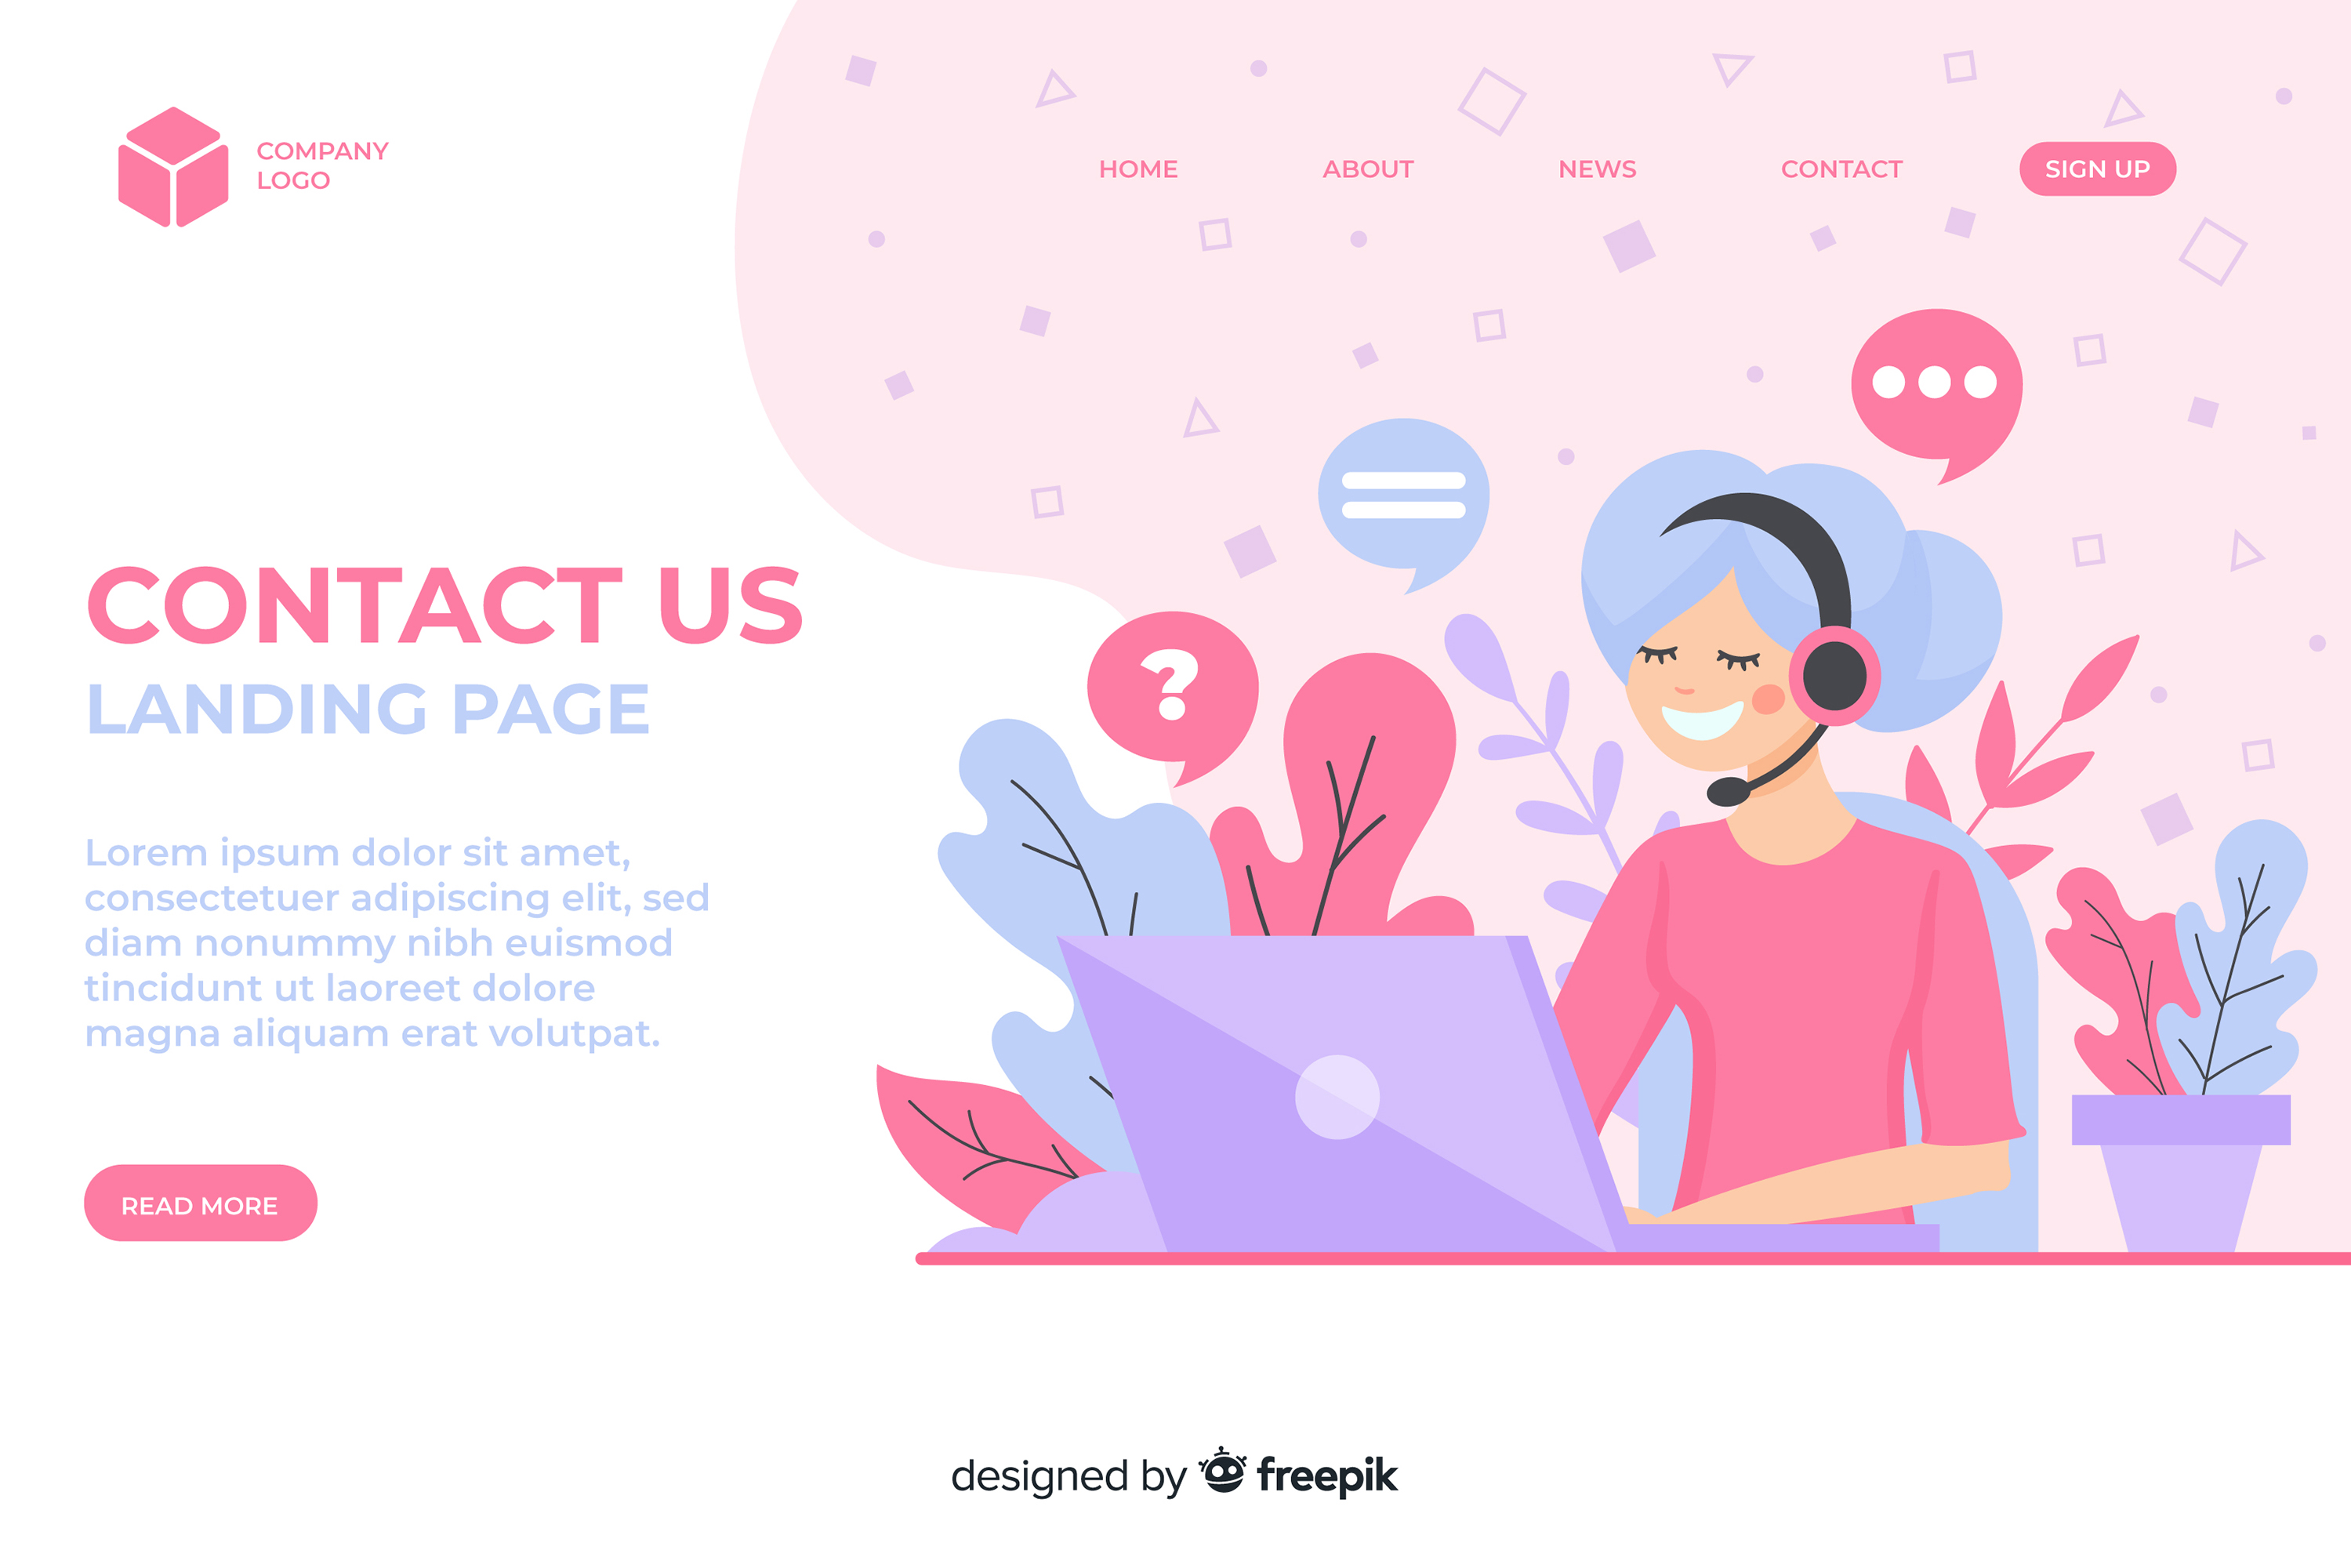 COMPANY
LOGO
HOME ABOUT NEWS CONTACT SIGN UP
?
CONTACT US
LANDING PAGE
Lorem ipsum dolor sit amet,
consectetuer adipiscing elit, sed
diam nonummy nibh euismod
tincidunt ut laoreet dolore
magna aliquam erat volutpat.
READ MORE
designed by freepik